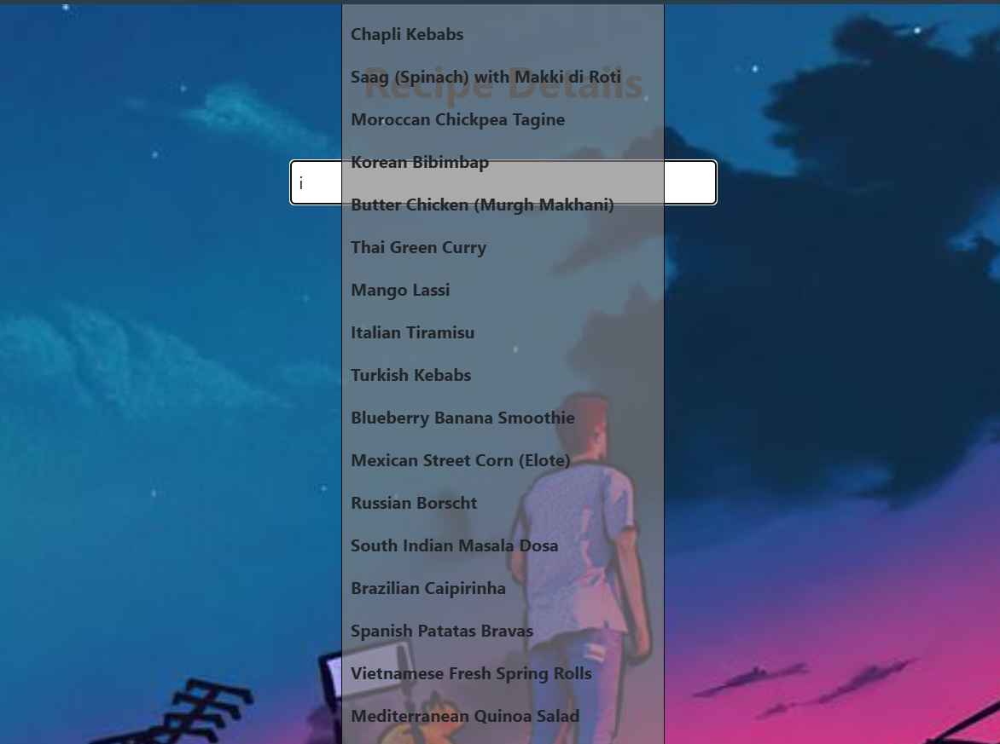 Chapli Kebabs
Recipe Details
Saag (Spinach) with Makki di Roti
Moroccan Chickpea Tagine
Korean Bibimbap
i
Butter Chicken (Murgh Makhani)
Thai Green Curry
Mango Lassi
Italian Tiramisu
Turkish Kebabs
Blueberry Banana Smoothie
Mexican Street Corn (Elote)
Russian Borscht
South Indian Masala Dosa
Brazilian Caipirinha
Spanish Patatas Bravas
Vietnamese Fresh Spring Rolls
Mediterranean Quinoa Salad